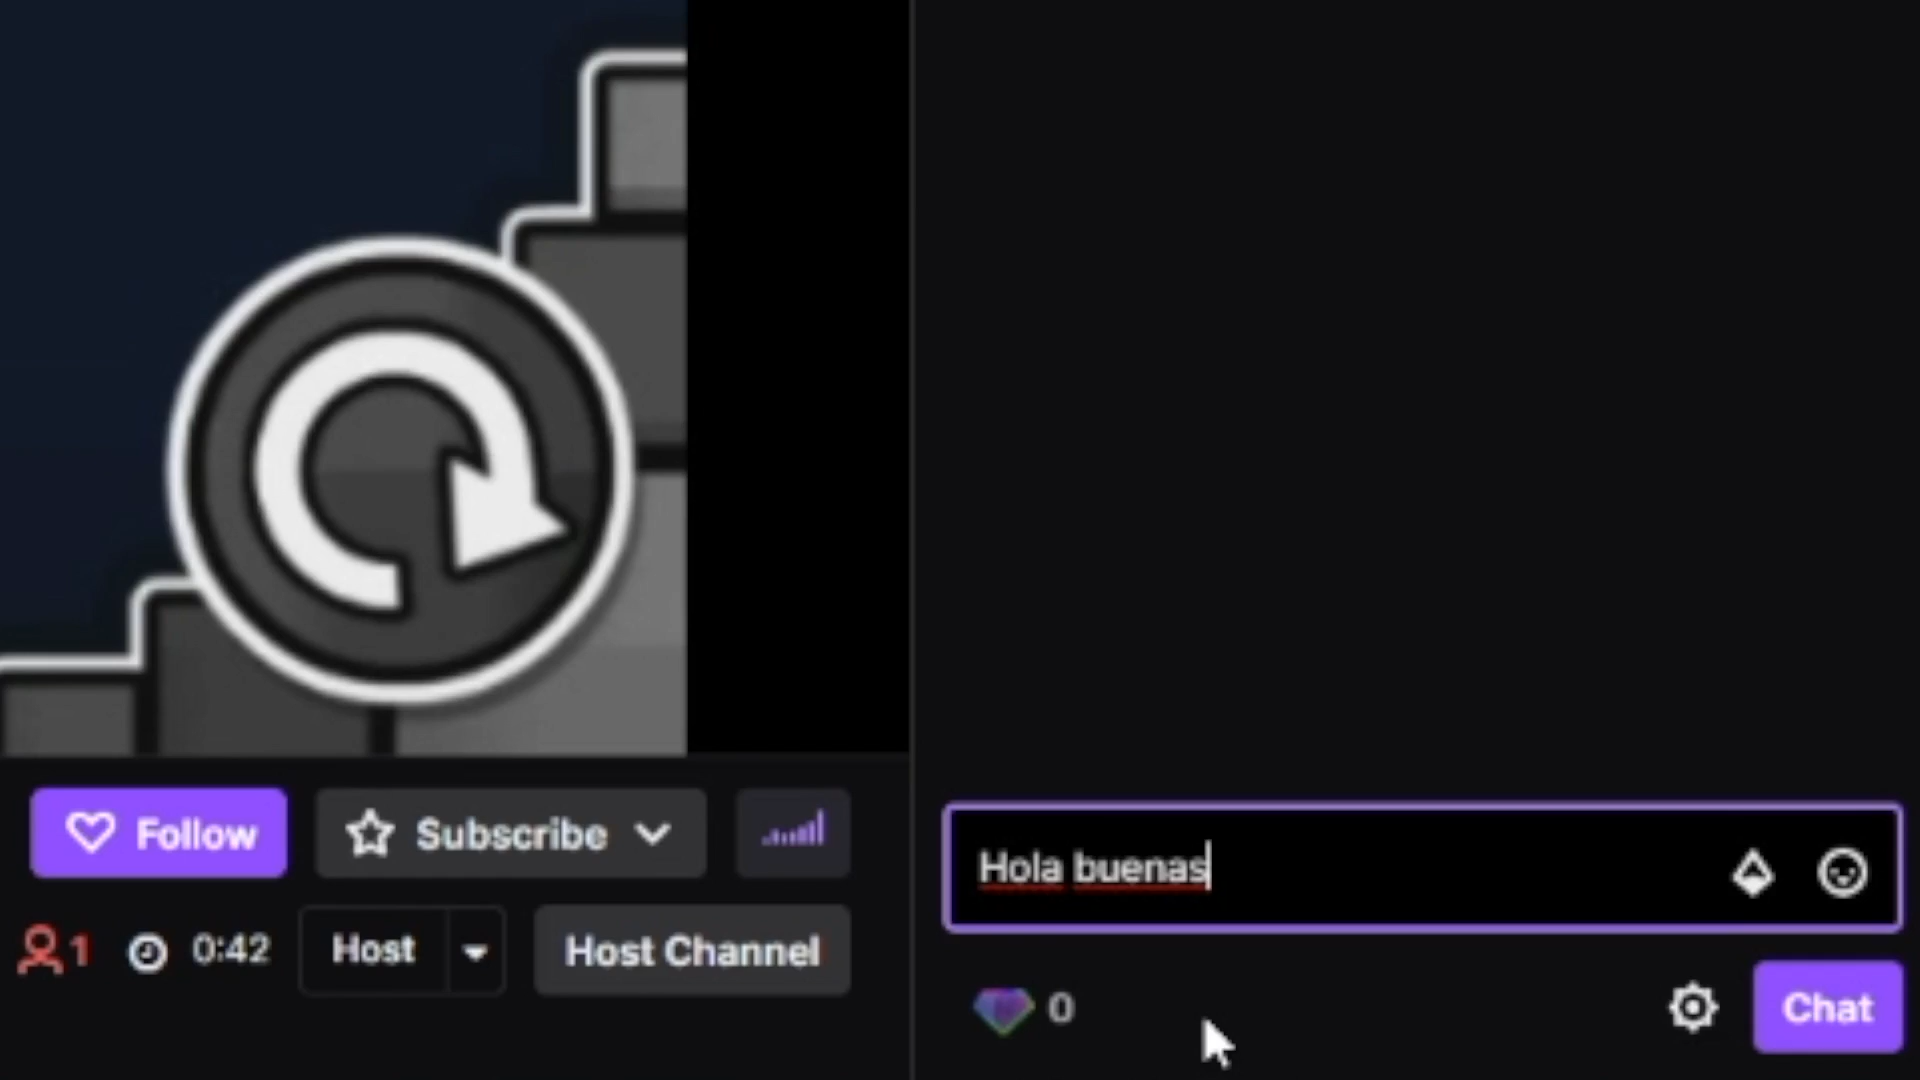 Follow
Subscribe
1
0:42
Host
Host Channel
Hola buenas
0
Chat